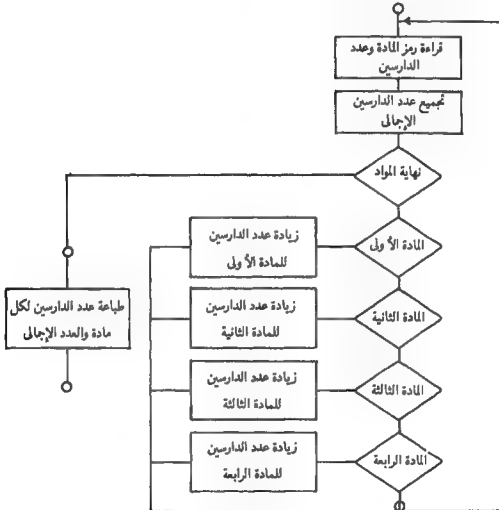 قراءة رمز المادة وعدد
الدارسين
تجميع عدد الدارسين
الإجمالى
نهاية المواد
المادة الأولى
زيادة عدد الدارسين
للمادة الأولى
المادة الثانية
زيادة عدد الدارسين
للمادة الثانية
المادة الثالثة
زيادة عدد الدارسين
للمادة الثالثة
المادة الرابعة
زيادة عدد الدارسين
للمادة الرابعة
طباعة عدد الدارسين لكل
مادة والعدد الإجمالى